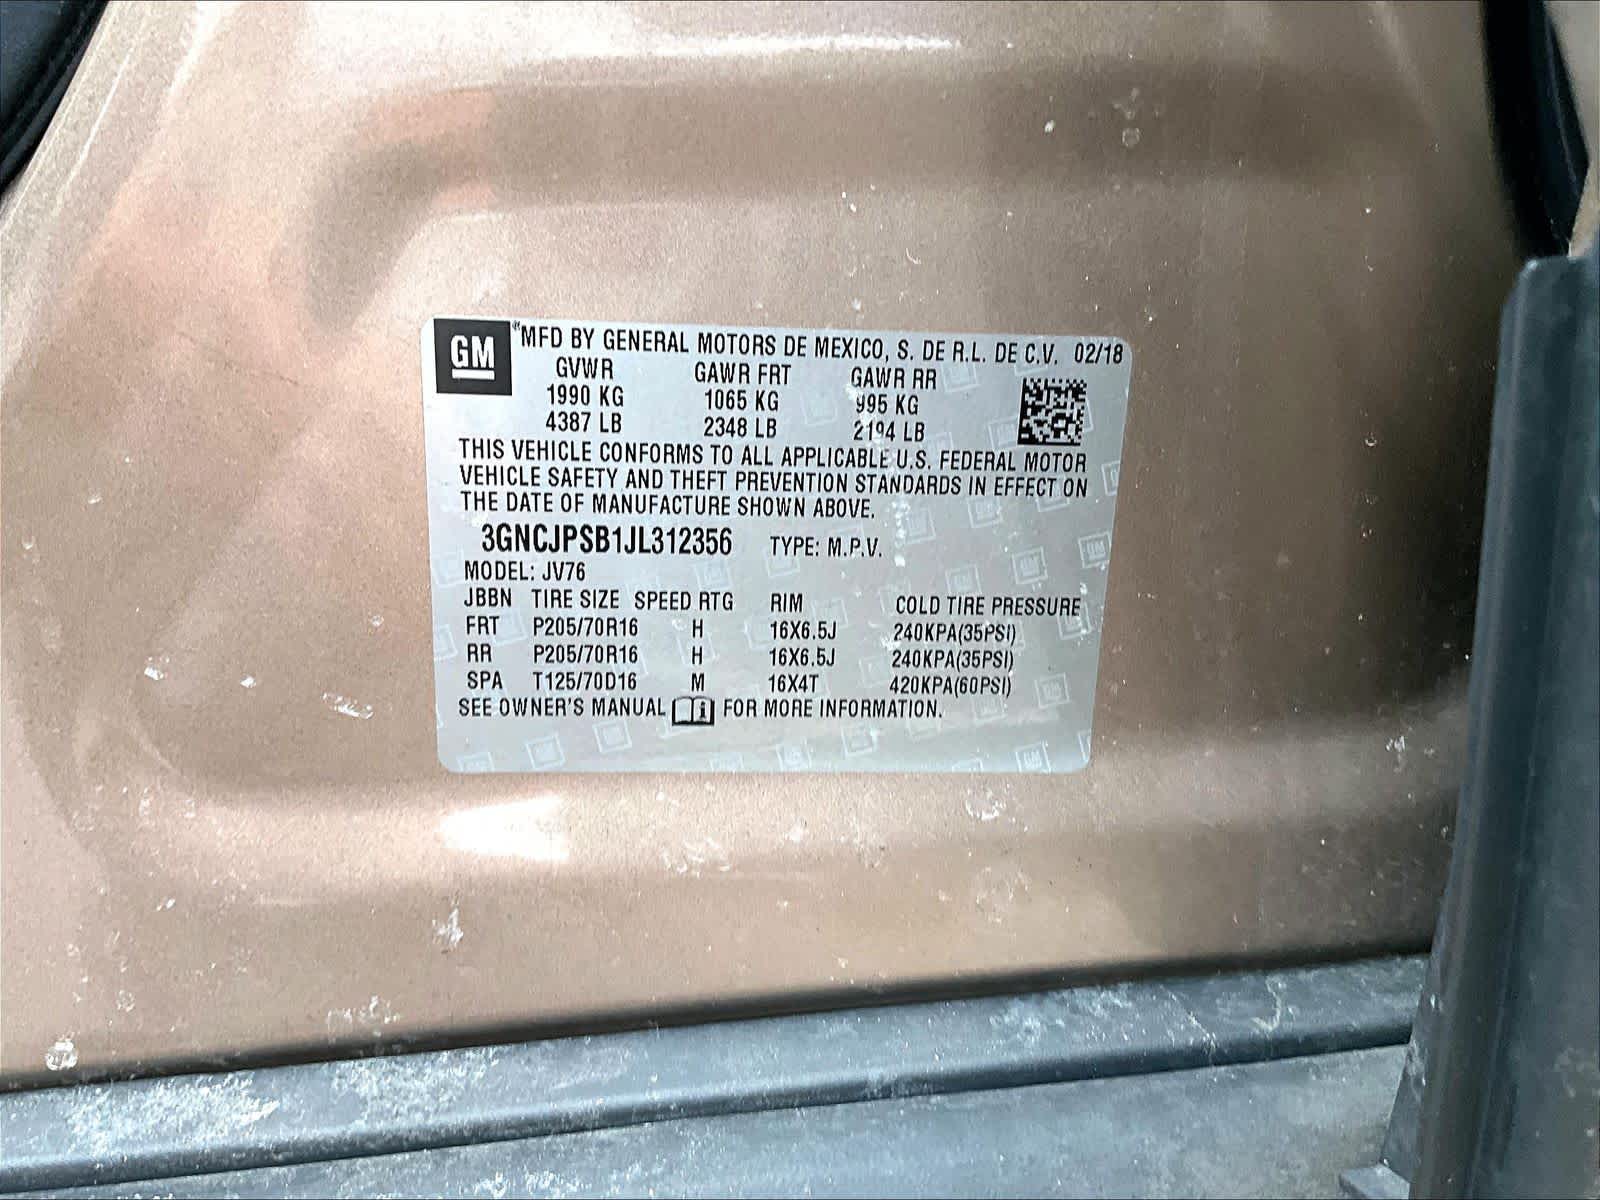 GM *MFD BY GENERAL MOTORS DE MEXICO, S. DE R.L. DE C.V. 02/18
GVWR GAWR FRT GAWR RR
1990 KG 1065 KG 995 KG
4387 LB 2348 LB 2194 LB
THIS VEHICLE CONFORMS TO ALL APPLICABLE U.S. FEDERAL MOTOR
VEHICLE SAFETY AND THEFT PREVENTION STANDARDS IN EFFECT ON
THE DATE OF MANUFACTURE SHOWN ABOVE.
3GNCJPSB1JL312356 TYPE: M.P.V.
MODEL: JV76
JBBN TIRE SIZE SPEED RTG RIM COLD TIRE PRESSURE
FRT P205/70R16 H 16X6.5J 240KPA(35PSI)
RR P205/70R16 H 16X6.5J 240KPA(35PSI)
SPA T125/70D16 M 16X4T 420KPA(60PSI)
SEE OWNER'S MANUAL i FOR MORE INFORMATION.